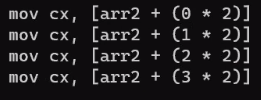 mov cx, [arr2 + (0 * 2)]
mov cx, [arr2 + (1 * 2)]
mov cx, [arr2 + (2 * 2)]
mov cx, [arr2 + (3 * 2)]